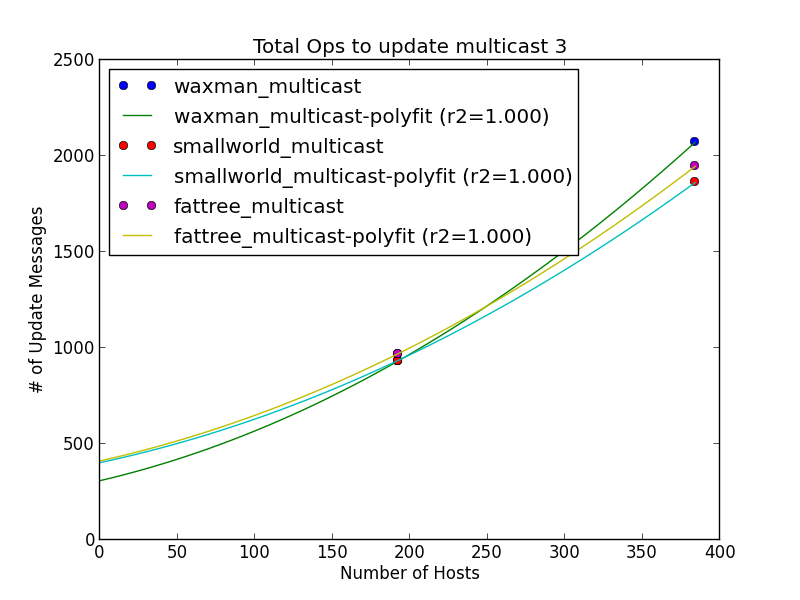 Total Ops to update multicast 3
2500
2000
1500
1000
500
0
# of Update Messages
waxman_multicast
waxman_multicast-polyfit (r2=1.000)
smallworld_multicast
smallworld_multicast-polyfit (r2=1.000)
fattree_multicast
fattree_multicast-polyfit (r2=1.000)
0 50 100 150 200 250 300 350 400
Number of Hosts